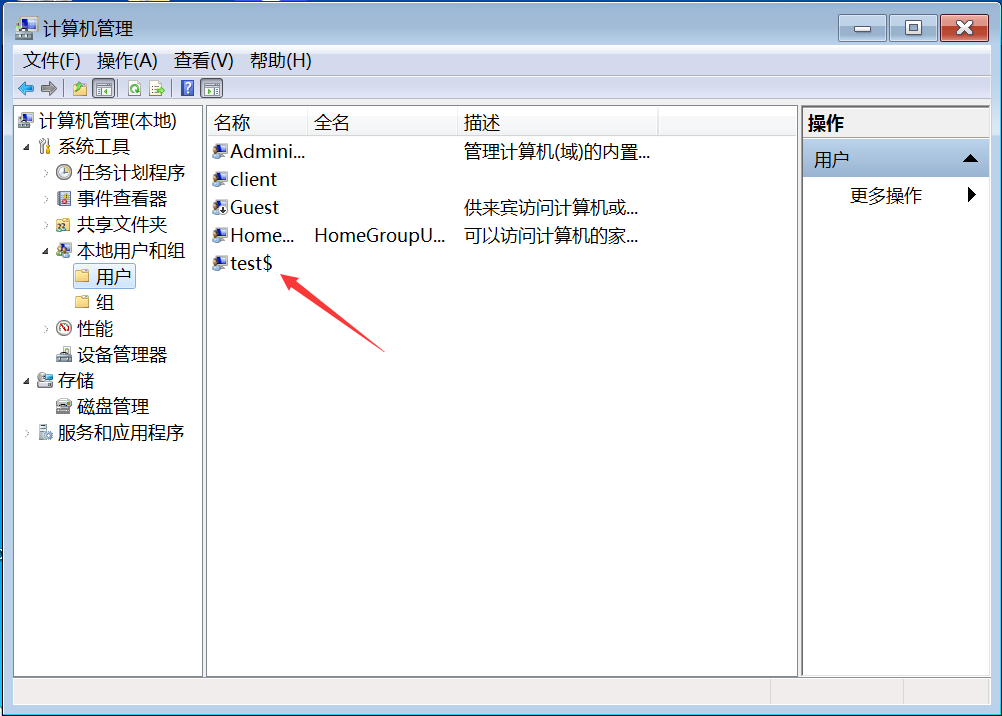 计算机管理
文件(F) 操作(A) 查看(V) 帮助(H)
计算机管理(本地)
系统工具
任务计划程序
事件查看器
共享文件夹
本地用户和组
用户
组
性能
设备管理器
存储
磁盘管理
服务和应用程序
名称 全名 描述
Admini... 管理计算机(域)的内置...
client
Guest 供来宾访问计算机或...
Home... HomeGroupU... 可以访问计算机的家...
test$
操作
用户
更多操作